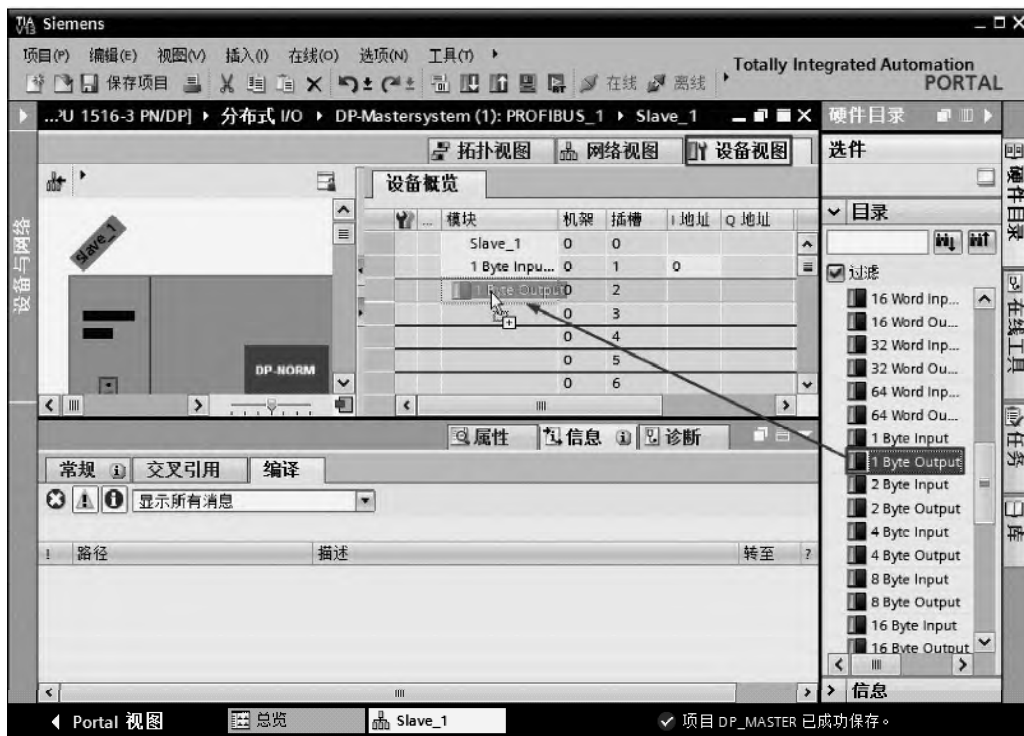 TIA V13 Siemens
项目(P) 编辑(E) 视图(V) 插入(I) 在线(O) 选项(N) 工具(T)
保存项目 在线 离线
Totally Integrated Automation
PORTAL
...PU 1516-3 PN/DP] 分布式 I/O DP-Mastersystem (1): PROFIBUS_1 Slave_1
硬件目录
拓扑视图 网络视图 设备视图
选件
设备概览
... 模块 机架 插槽 I 地址 Q 地址
Slave_1 0 0
1 Byte Inpu... 0 1 0
1 Byte Output 0 2
0 3
0 4
0 5
0 6
Slave_1
DP-NORM
设备与网络
目录
过滤
16 Word Inp...
16 Word Ou...
32 Word Inp...
32 Word Ou...
64 Word Inp...
64 Word Ou...
1 Byte Input
1 Byte Output
2 Byte Input
2 Byte Output
4 Byte Input
4 Byte Output
8 Byte Input
8 Byte Output
16 Byte Input
16 Byte Output
信息
硬件目录
在线工具
任务
库
属性 信息 诊断
常规 交叉引用 编译
显示所有消息
! 路径 描述 转至 ?
Portal 视图 总览 Slave_1 项目 DP_MASTER 已成功保存。